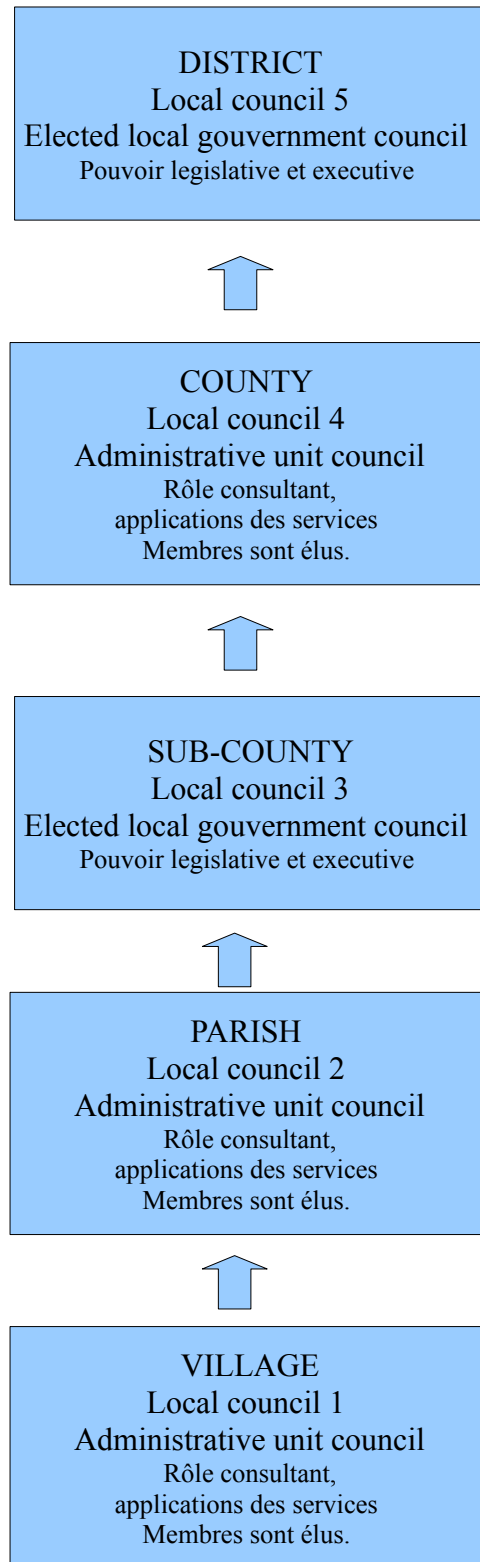 DISTRICT
Local council 5
Elected local gouvernment council
Pouvoir legislative et executive
COUNTY
Local council 4
Administrative unit council
Rôle consultant,
applications des services
Membres sont élus.
SUB-COUNTY
Local council 3
Elected local gouvernment council
Pouvoir legislative et executive
PARISH
Local council 2
Administrative unit council
Rôle consultant,
applications des services
Membres sont élus.
VILLAGE
Local council 1
Administrative unit council
Rôle consultant,
applications des services
Membres sont élus.